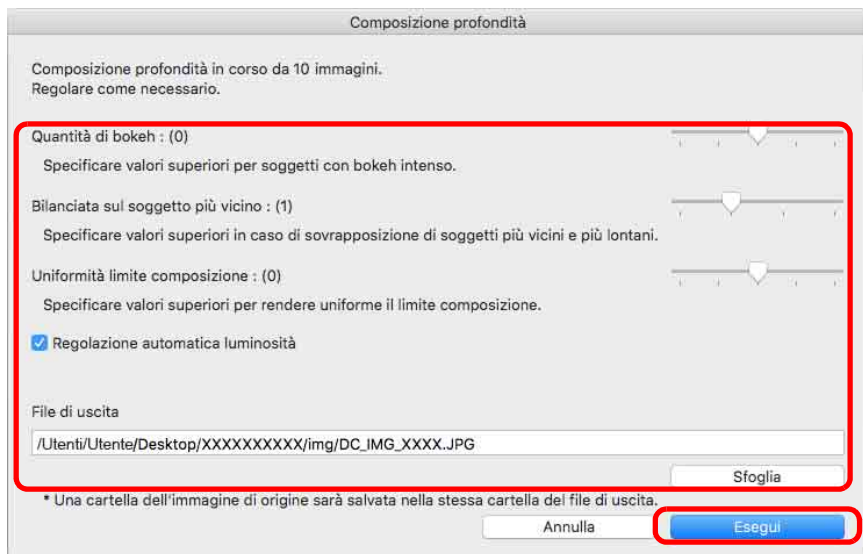 Composizione profondità
Composizione profondità in corso da 10 immagini.
Regolare come necessario.
Quantità di bokeh : (0)
Specificare valori superiori per soggetti con bokeh intenso.
Bilanciata sul soggetto più vicino : (1)
Specificare valori superiori in caso di sovrapposizione di soggetti più vicini e più lontani.
Uniformità limite composizione : (0)
Specificare valori superiori per rendere uniforme il limite composizione.
Regolazione automatica luminosità
File di uscita
/Utenti/Utente/Desktop/XXXXXXXXXX/img/DC_IMG_XXXX.JPG
Sfoglia
* Una cartella dell'immagine di origine sarà salvata nella stessa cartella del file di uscita.
Annulla Esegui